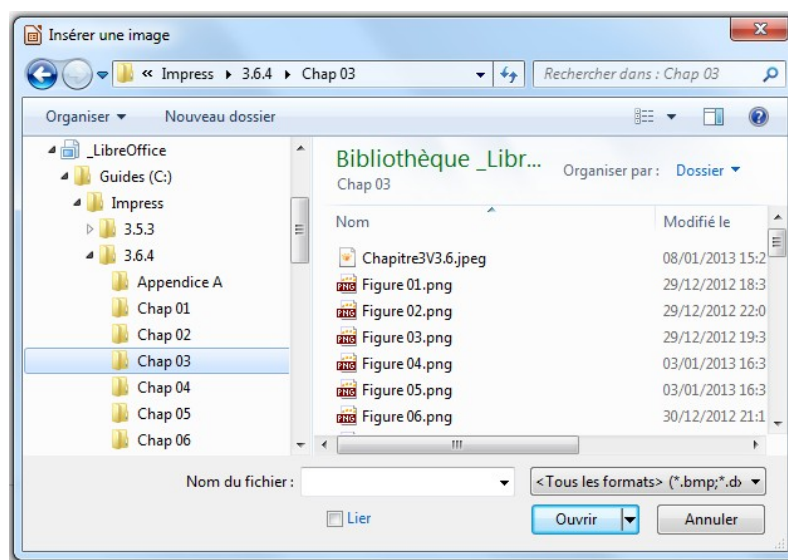 Insérer une image
« Impress 3.6.4 Chap 03
Rechercher dans : Chap 03
Organiser Nouveau dossier
_LibreOffice
Guides (C:)
Impress
3.5.3
3.6.4
Appendice A
Chap 01
Chap 02
Chap 03
Chap 04
Chap 05
Chap 06
Bibliothèque _Libr...
Chap 03
Organiser par : Dossier
Nom Modifié le
Chapitre3V3.6.jpeg 08/01/2013 15:2
Figure 01.png 29/12/2012 18:3
Figure 02.png 29/12/2012 22:0
Figure 03.png 29/12/2012 19:3
Figure 04.png 03/01/2013 16:3
Figure 05.png 03/01/2013 16:3
Figure 06.png 30/12/2012 21:1
Nom du fichier :
<Tous les formats> (*.bmp;*.d
Lier
Ouvrir Annuler